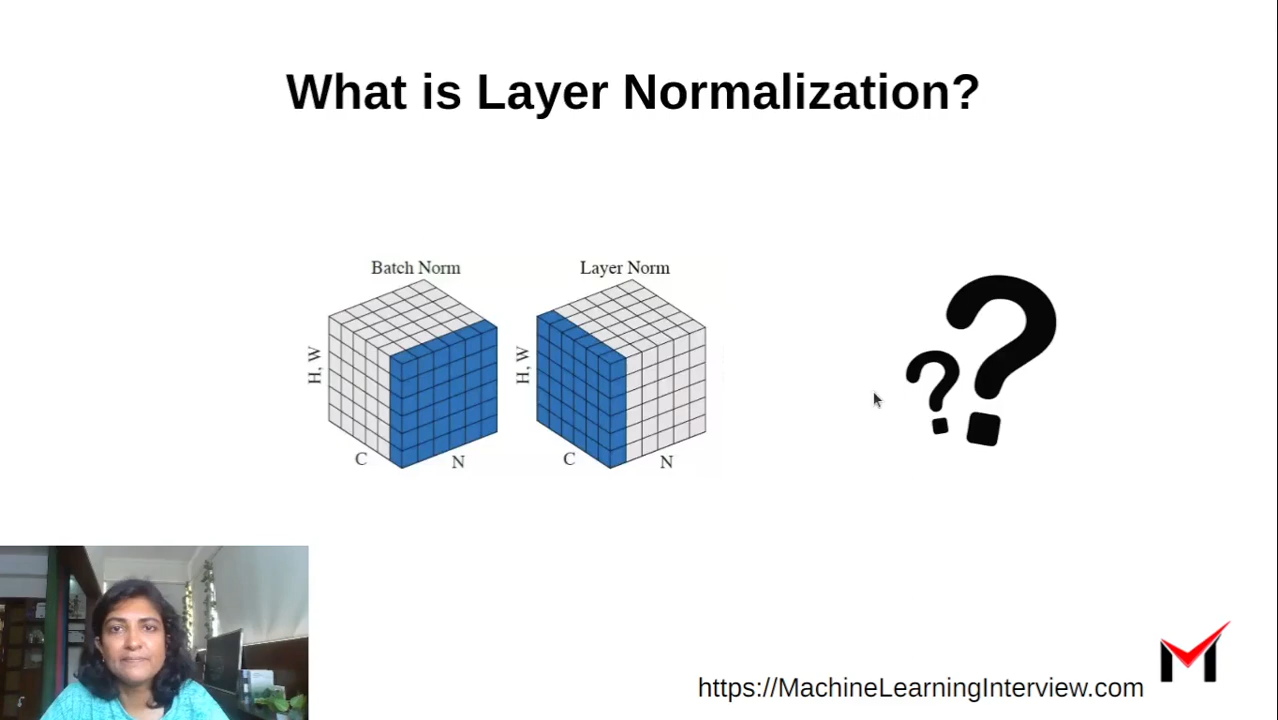 What is Layer Normalization?
Batch Norm
Layer Norm
H, W
H, W
C
N
C
N
https://MachineLearningInterview.com